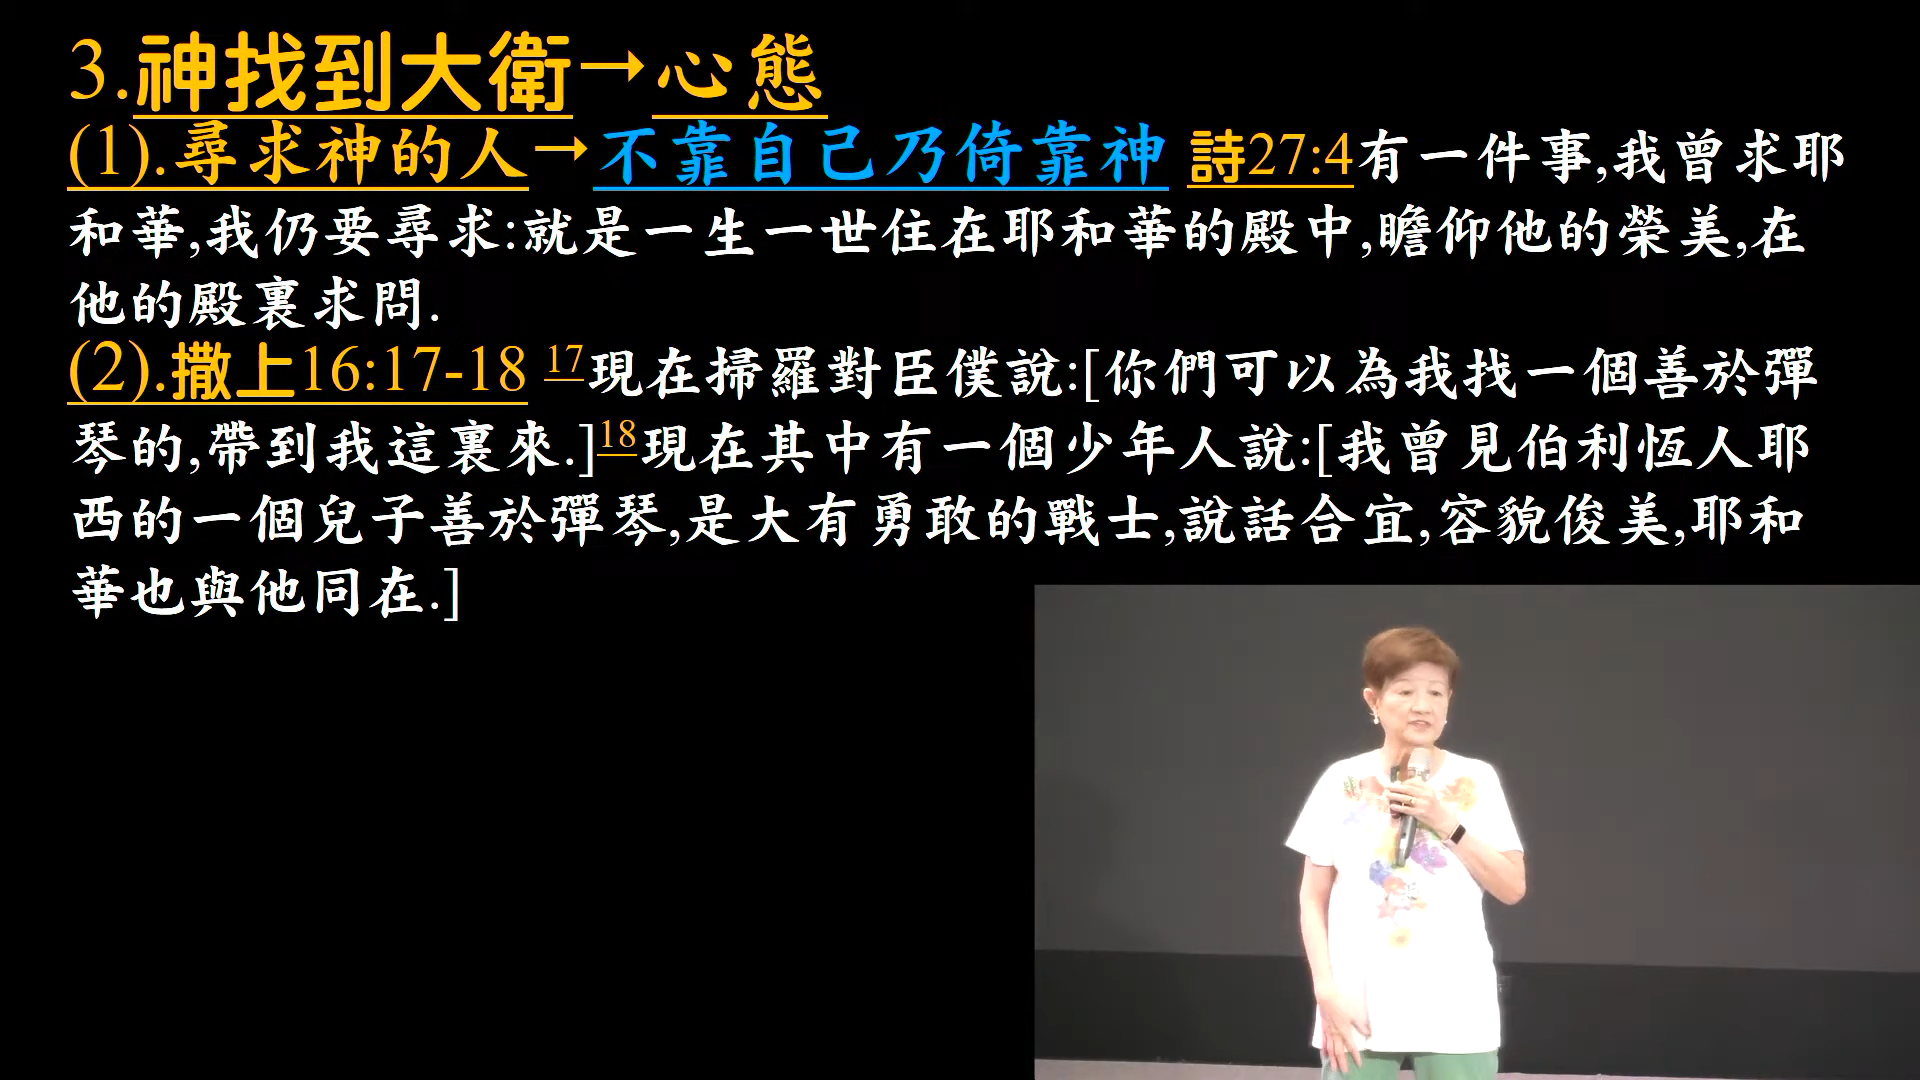 3.神找到大衛→心態
(1).尋求神的人→不靠自己乃倚靠神 詩27:4有一件事,我曾求耶
和華,我仍要尋求:就是一生一世住在耶和華的殿中,瞻仰他的榮美,在
他的殿裏求問.
(2).撒上16:17-18 17現在掃羅對臣僕說:[你們可以為我找一個善於彈
琴的,帶到我這裏來.]18現在其中有一個少年人說:[我曾見伯利恆人耶
西的一個兒子善於彈琴,是大有勇敢的戰士,說話合宜,容貌俊美,耶和
華也與他同在.]